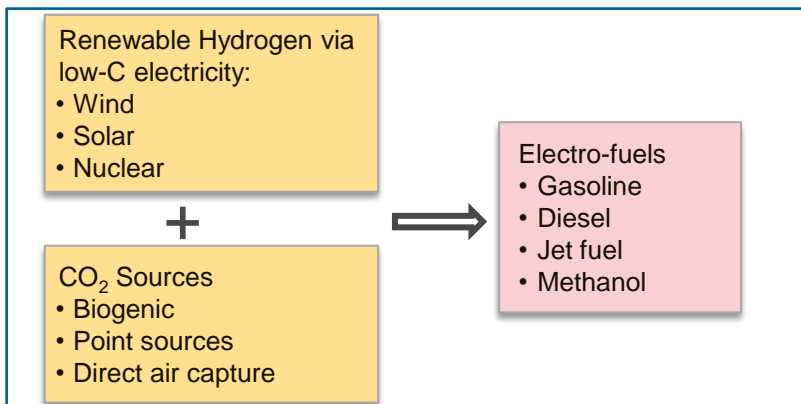 Renewable Hydrogen via
low-C electricity:
• Wind
• Solar
• Nuclear
+
CO₂ Sources
• Biogenic
• Point sources
• Direct air capture
Electro-fuels
• Gasoline
• Diesel
• Jet fuel
• Methanol